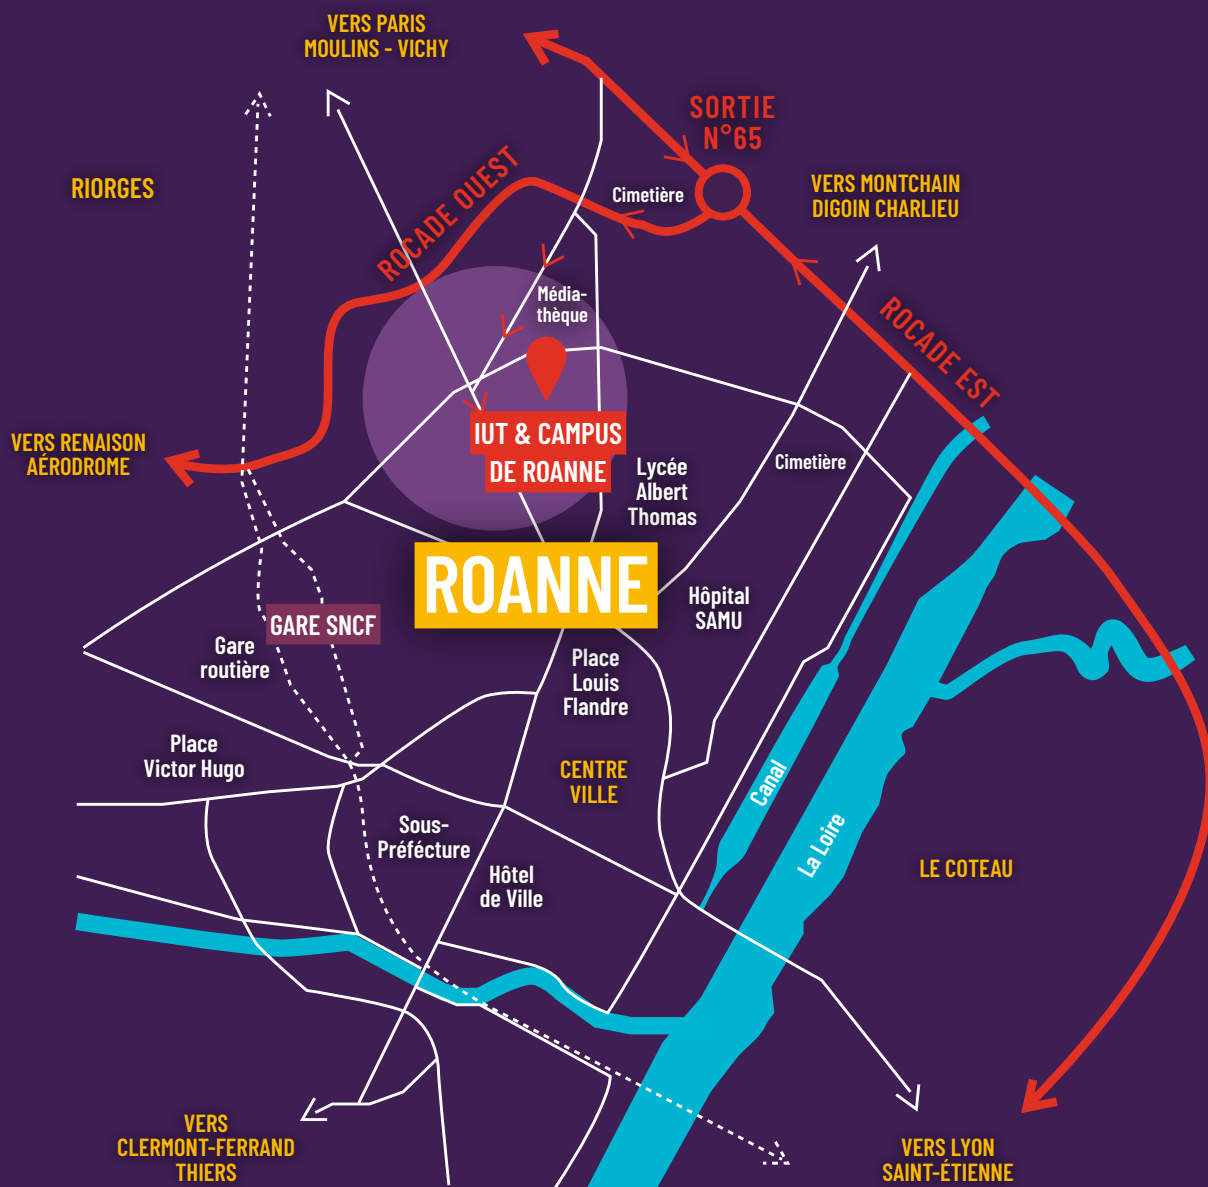 VERS PARIS
MOULINS - VICHY
SORTIE
N°65
RIORGES
ROCADE OUEST
Cimetière
VERS MONTCHAIN
DIGOIN CHARLIEU
Média-
thèque
ROCADE EST
IUT & CAMPUS
DE ROANNE
VERS RENAISON
AÉRODROME
Lycée
Albert
Thomas
Cimetière
ROANNE
Hôpital
SAMU
GARE SNCF
Gare
routière
Place
Louis
Flandre
Place
Victor Hugo
CENTRE
VILLE
Canal
Sous-
Préfécture
La Loire
Hôtel
de Ville
LE COTEAU
VERS
CLERMONT-FERRAND
THIERS
VERS LYON
SAINT-ÉTIENNE